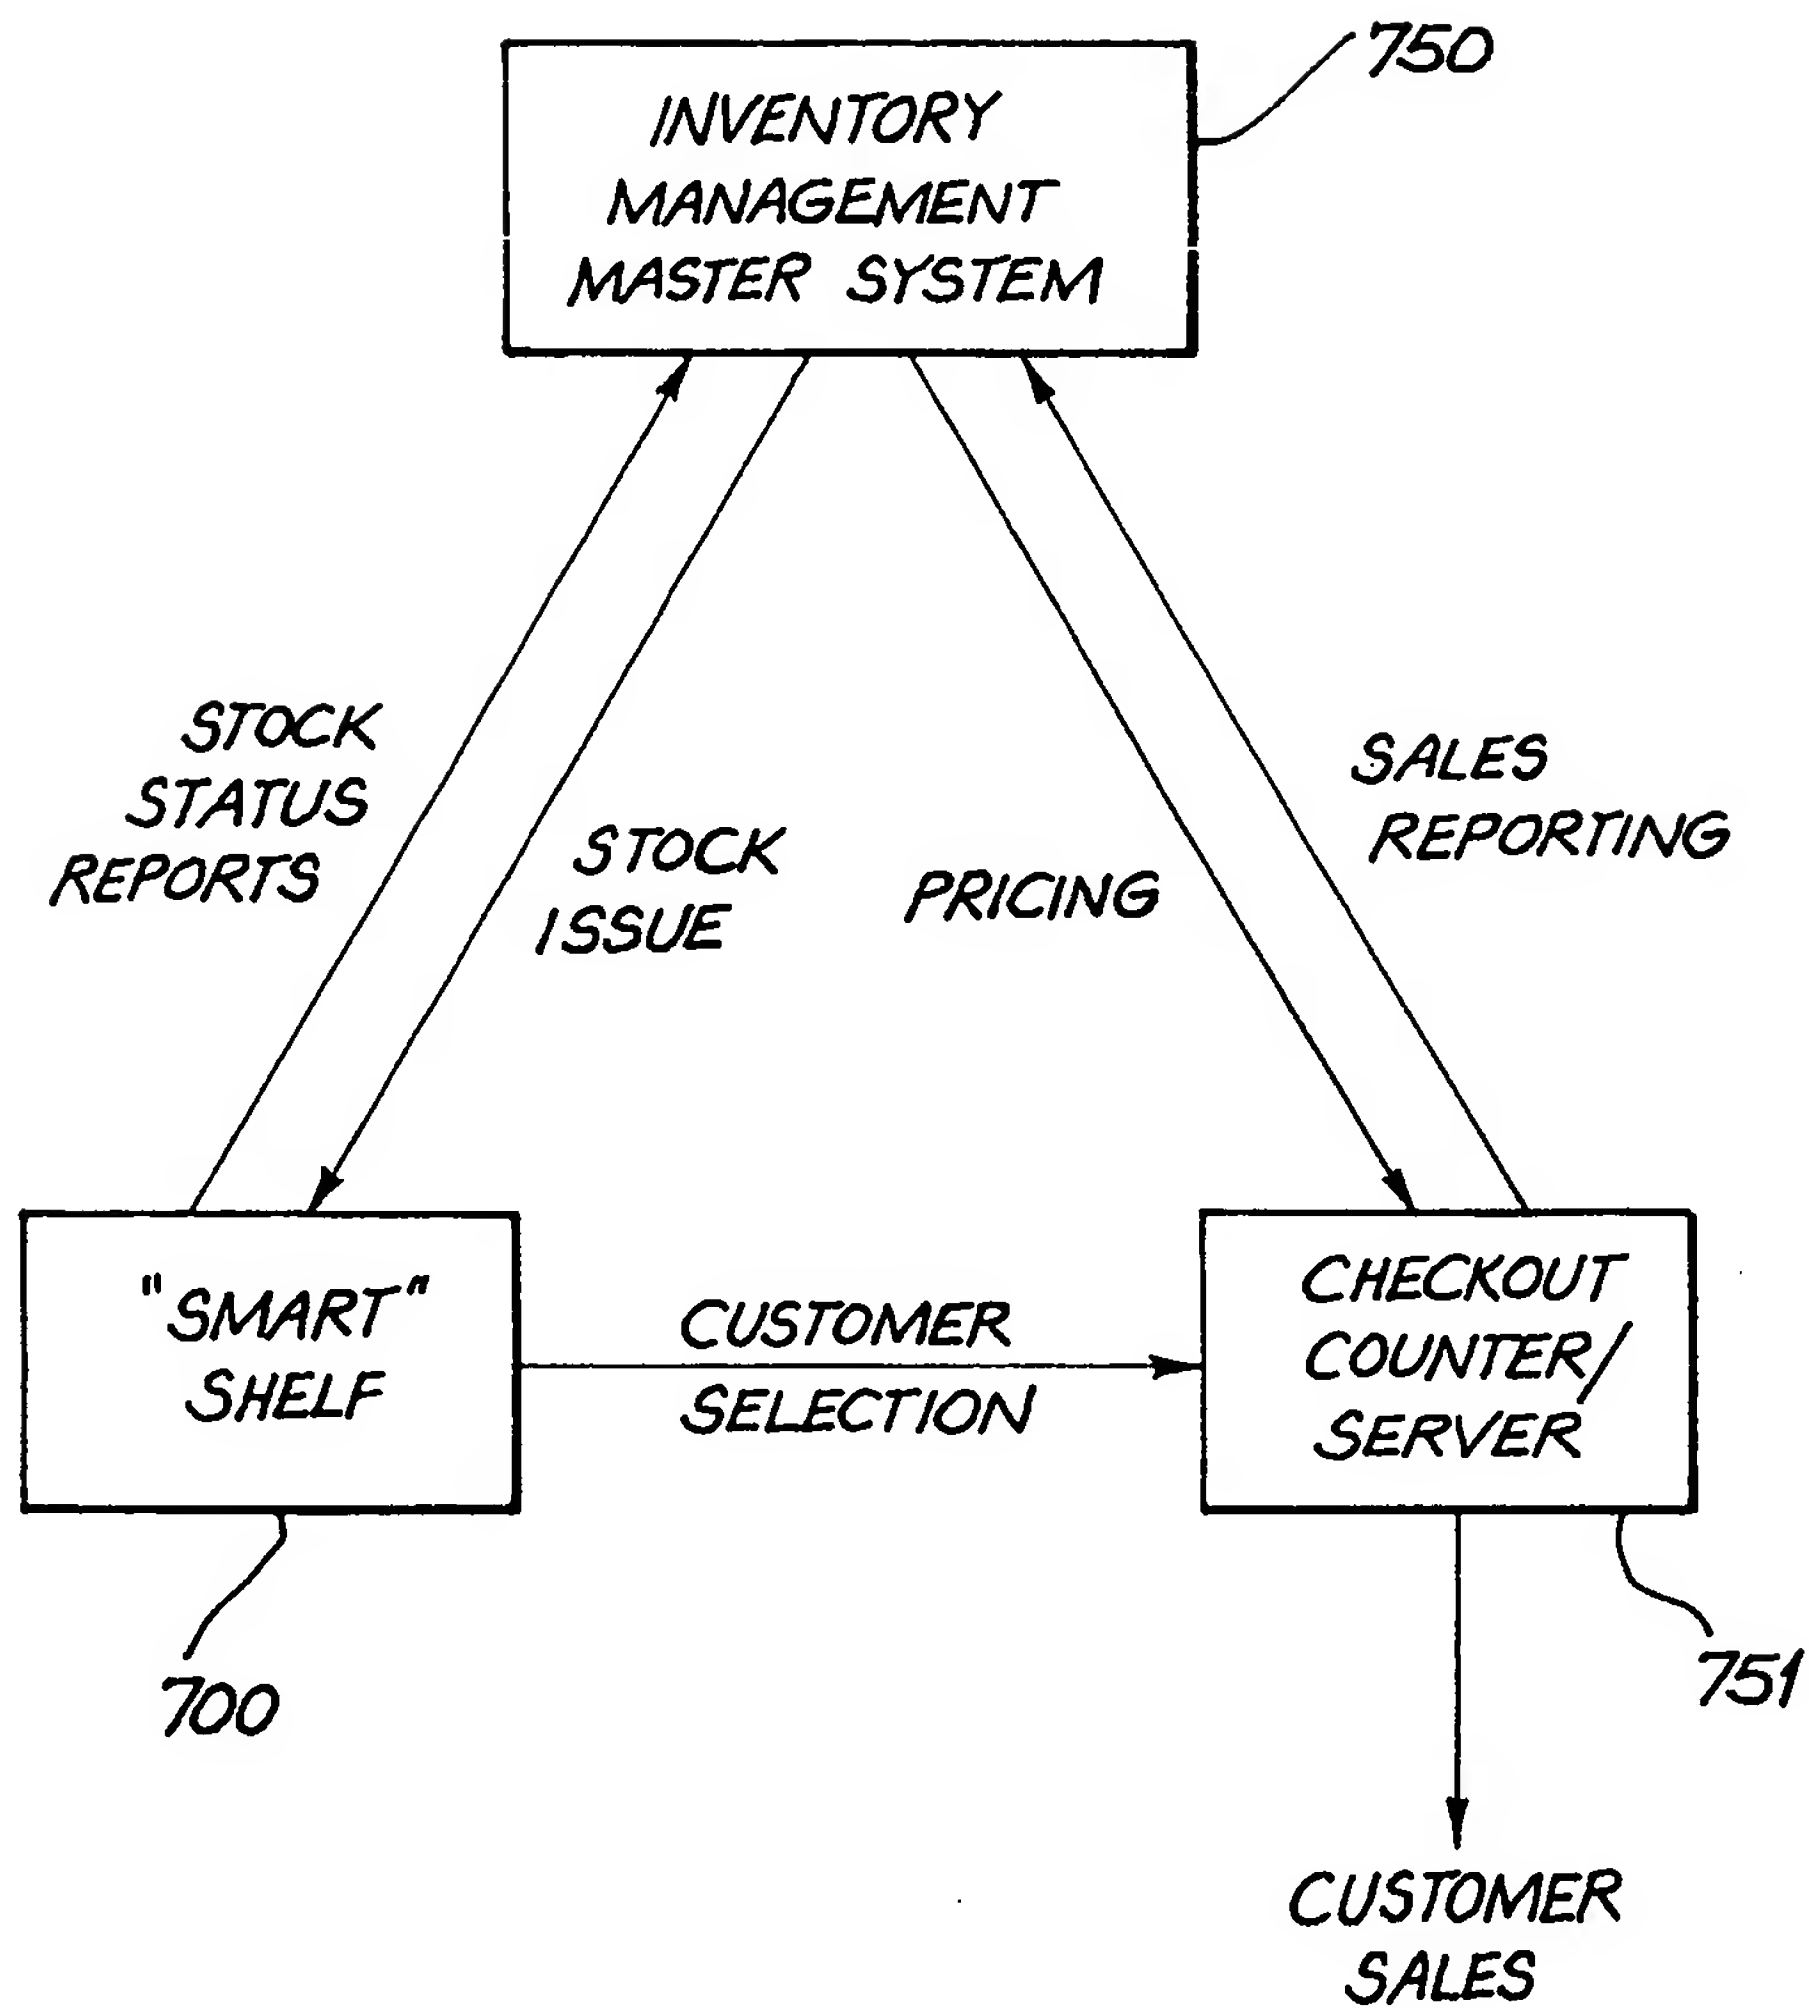 750
INVENTORY
MANAGEMENT
MASTER SYSTEM
STOCK
STATUS
REPORTS
STOCK
ISSUE
PRICING
SALES
REPORTING
"SMART"
SHELF
CUSTOMER
SELECTION
CHECKOUT
COUNTER/
SERVER
700
751
CUSTOMER
SALES